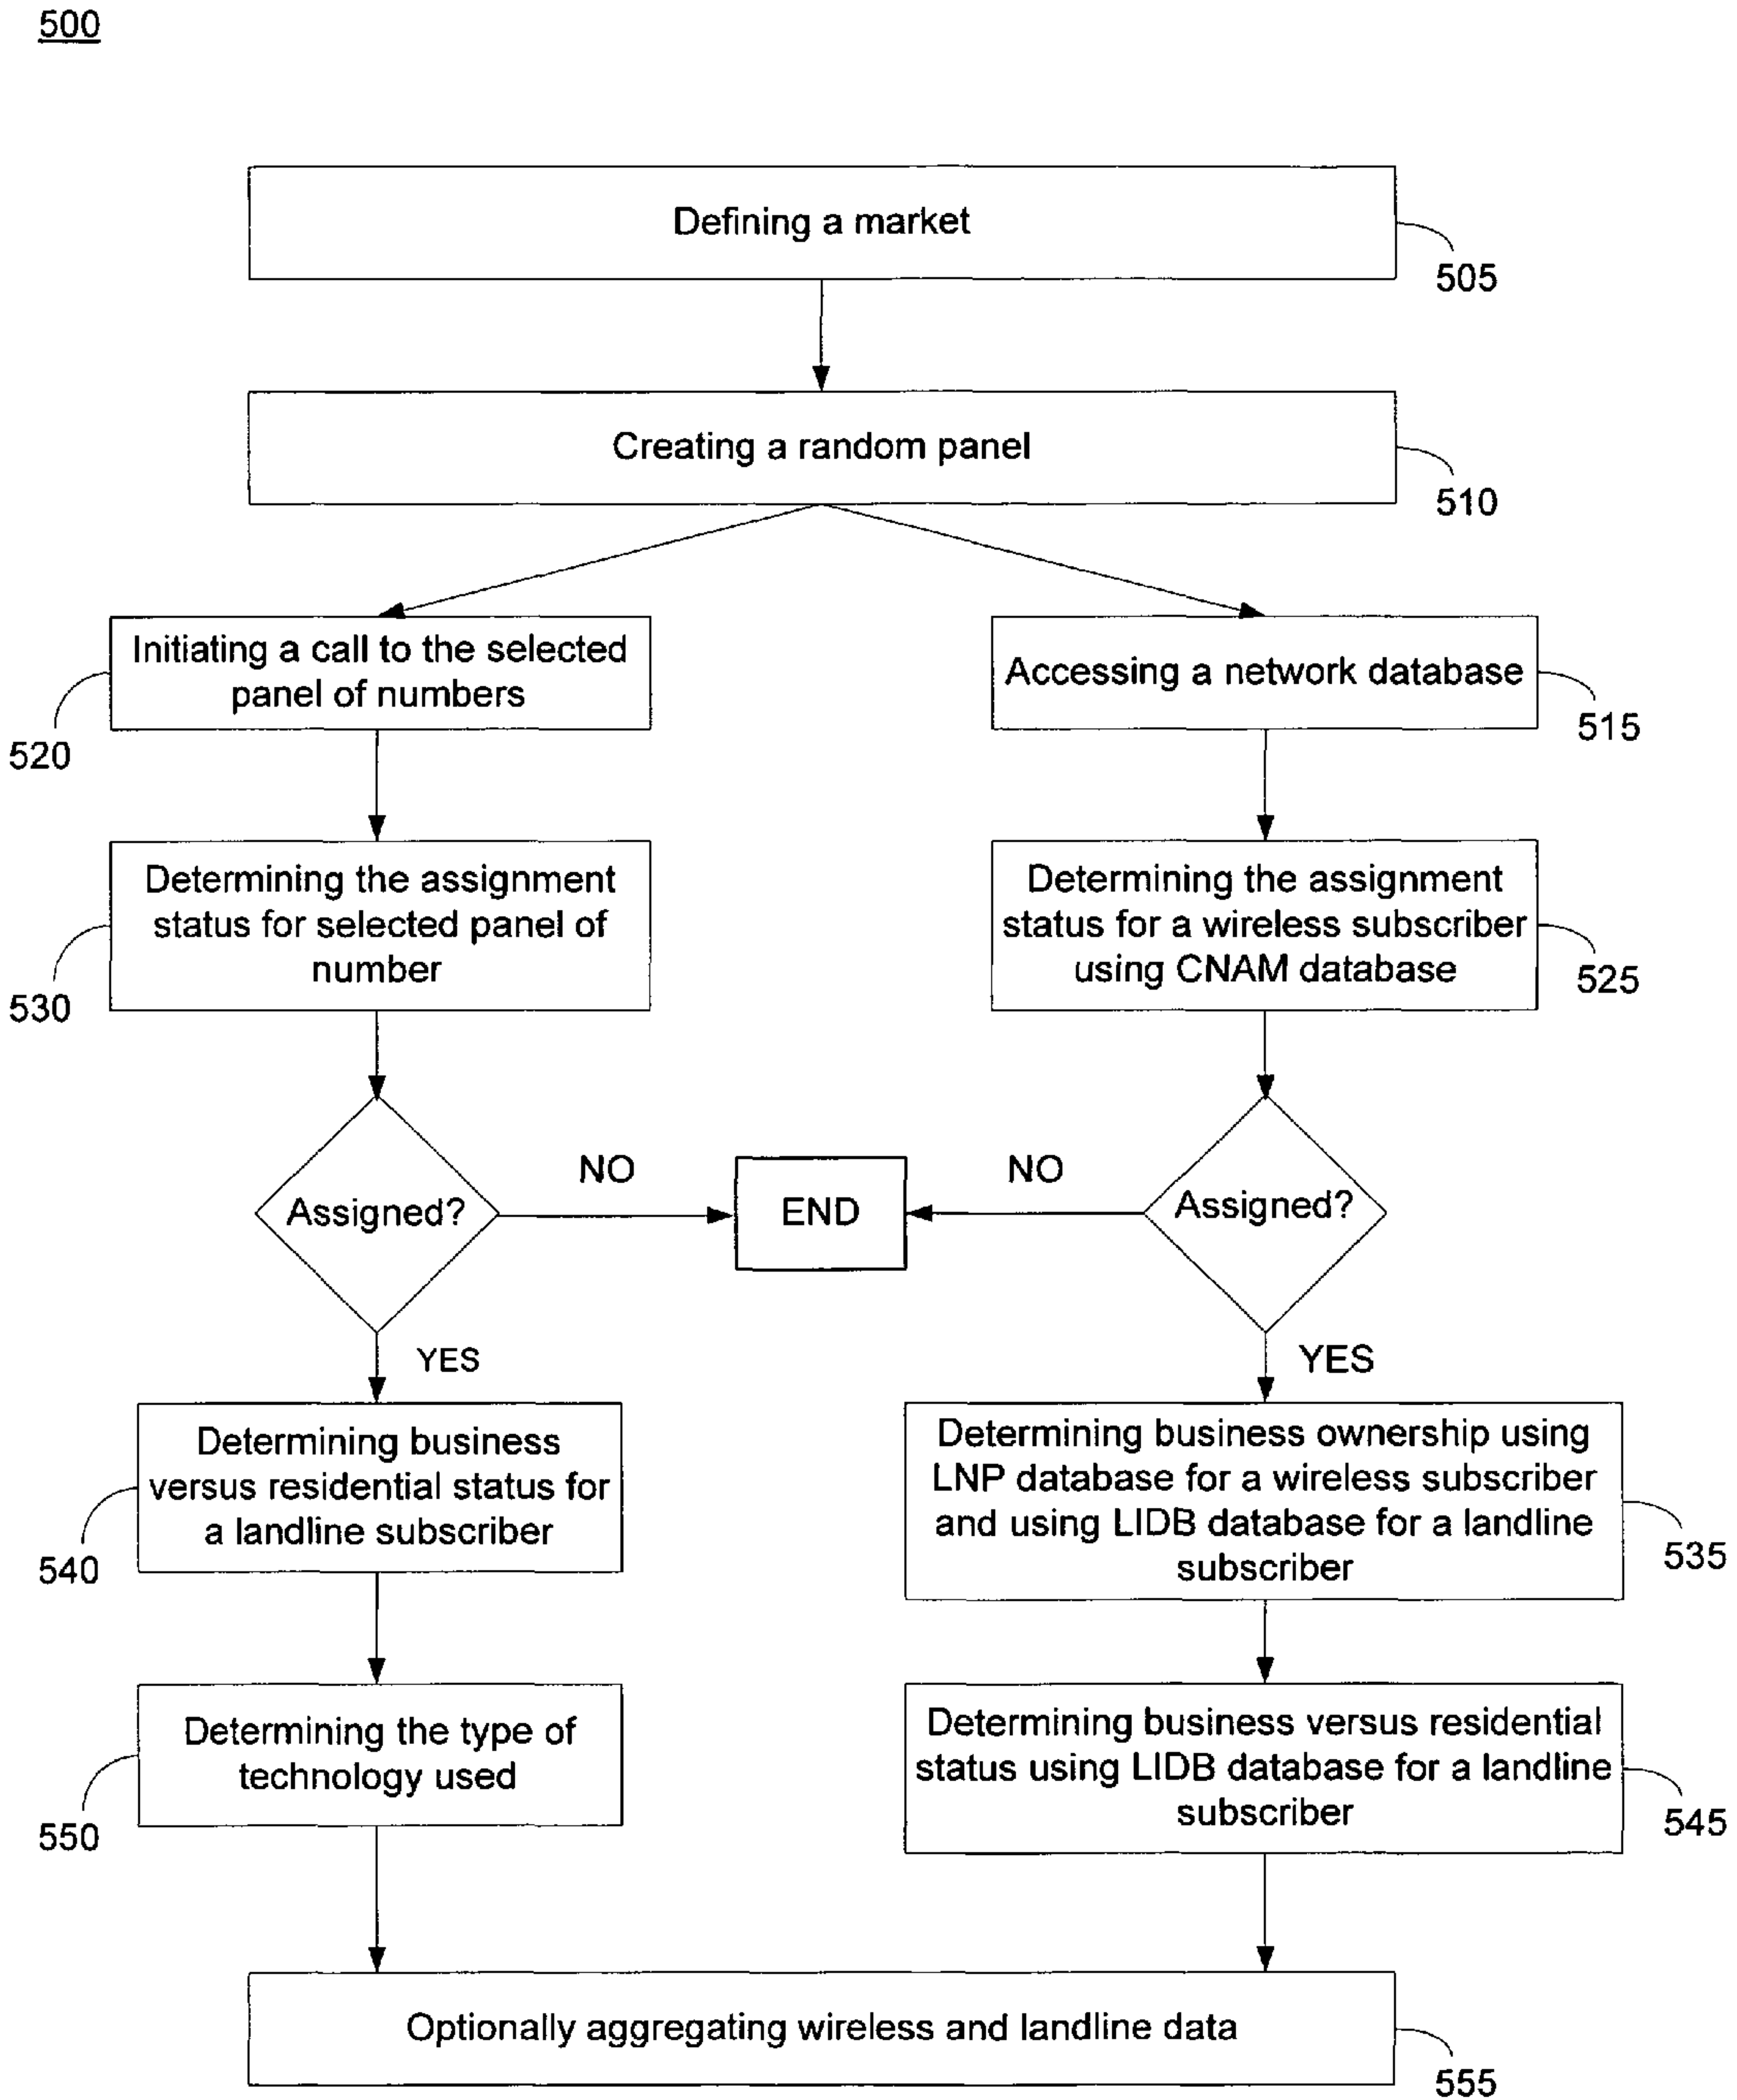 500
Defining a market
505
Creating a random panel
510
Initiating a call to the selected
panel of numbers
520
Accessing a network database
515
Determining the assignment
status for selected panel of
number
530
Determining the assignment
status for a wireless subscriber
using CNAM database
525
Assigned?
NO
END
NO
Assigned?
YES
YES
Determining business
versus residential status for
a landline subscriber
540
Determining business ownership using
LNP database for a wireless subscriber
and using LIDB database for a landline
subscriber
535
Determining the type of
technology used
550
Determining business versus residential
status using LIDB database for a landline
subscriber
545
Optionally aggregating wireless and landline data
555